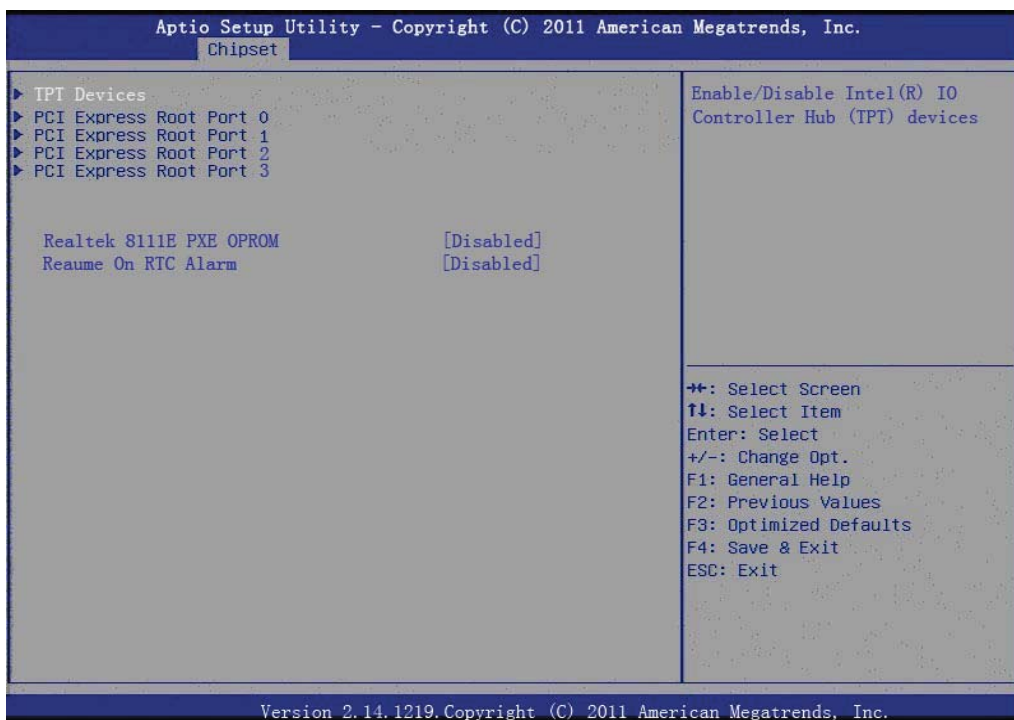 Aptio Setup Utility - Copyright (C) 2011 American Megatrends, Inc.
Chipset
TPT Devices
PCI Express Root Port 0
PCI Express Root Port 1
PCI Express Root Port 2
PCI Express Root Port 3
Realtek 8111E PXE OPROM [Disabled]
Reaume On RTC Alarm [Disabled]
Enable/Disable Intel(R) IO
Controller Hub (TPT) devices
→←: Select Screen
↑↓: Select Item
Enter: Select
+/-: Change Opt.
F1: General Help
F2: Previous Values
F3: Optimized Defaults
F4: Save & Exit
ESC: Exit
Version 2.14.1219.Copyright (C) 2011 American Megatrends, Inc.